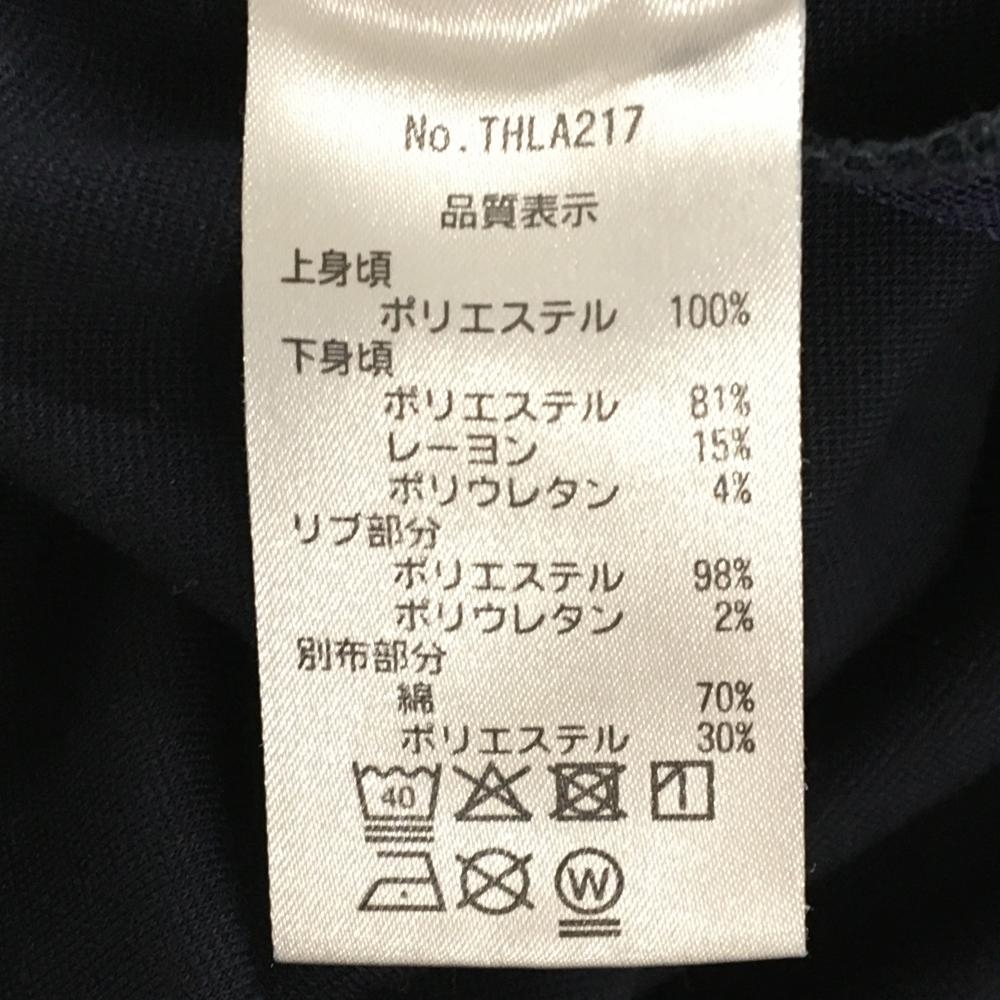 No.THLA217
品質表示
上身頃
ポリエステル 100%
下身頃
ポリエステル 81%
レーヨン 15%
ポリウレタン 4%
リブ部分
ポリエステル 98%
ポリウレタン 2%
別布部分
綿 70%
ポリエステル 30%
40
W